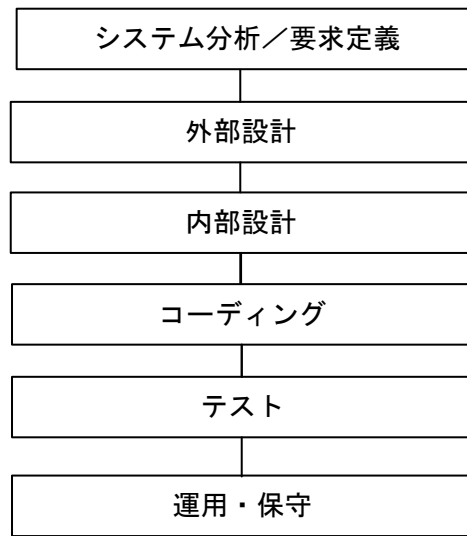 システム分析／要求定義
外部設計
内部設計
コーディング
テスト
運用・保守